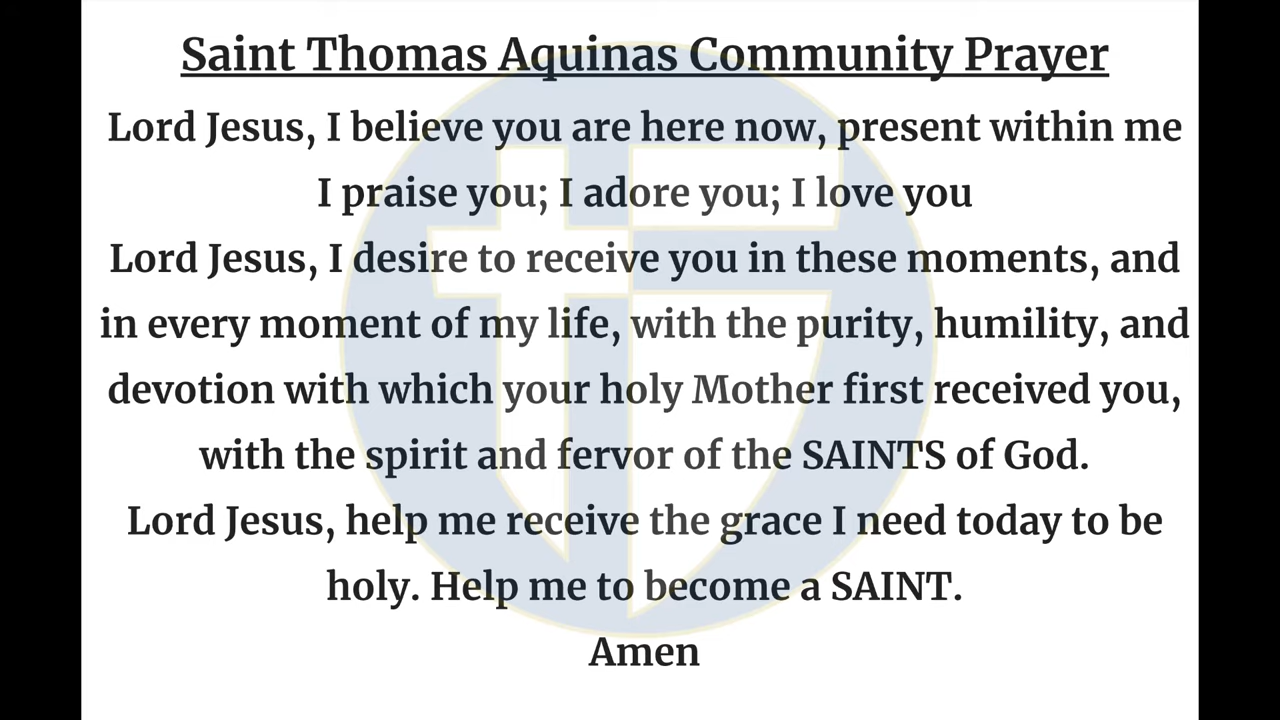 Saint Thomas Aquinas Community Prayer
Lord Jesus, I believe you are here now, present within me
I praise you; I adore you; I love you
Lord Jesus, I desire to receive you in these moments, and
in every moment of my life, with the purity, humility, and
devotion with which your holy Mother first received you,
with the spirit and fervor of the SAINTS of God.
Lord Jesus, help me receive the grace I need today to be
holy. Help me to become a SAINT.
Amen